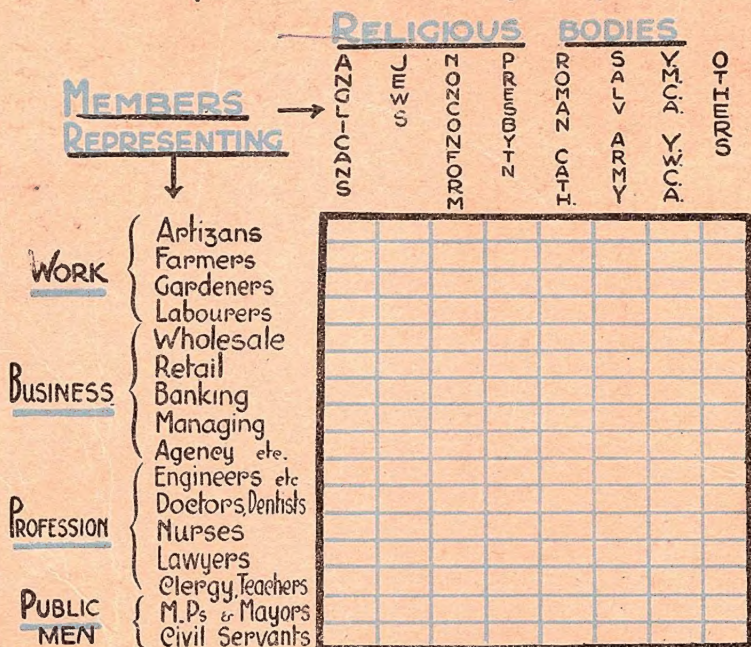 RELIGIOUS BODIES
ANGLICANS
JEWS
NONCONFORM
PRESBYTN
ROMAN CATH.
SALV ARMY
Y.M.C.A. Y.W.C.A.
OTHERS
MEMBERS
REPRESENTING
WORK
Artizans
Farmers
Gardeners
Labourers
BUSINESS
Wholesale
Retail
Banking
Managing
Agency etc.
PROFESSION
Engineers etc
Doctors, Dentists
Nurses
Lawyers
Clergy, Teachers
PUBLIC
MEN
M.Ps & Mayors
Civil Servants